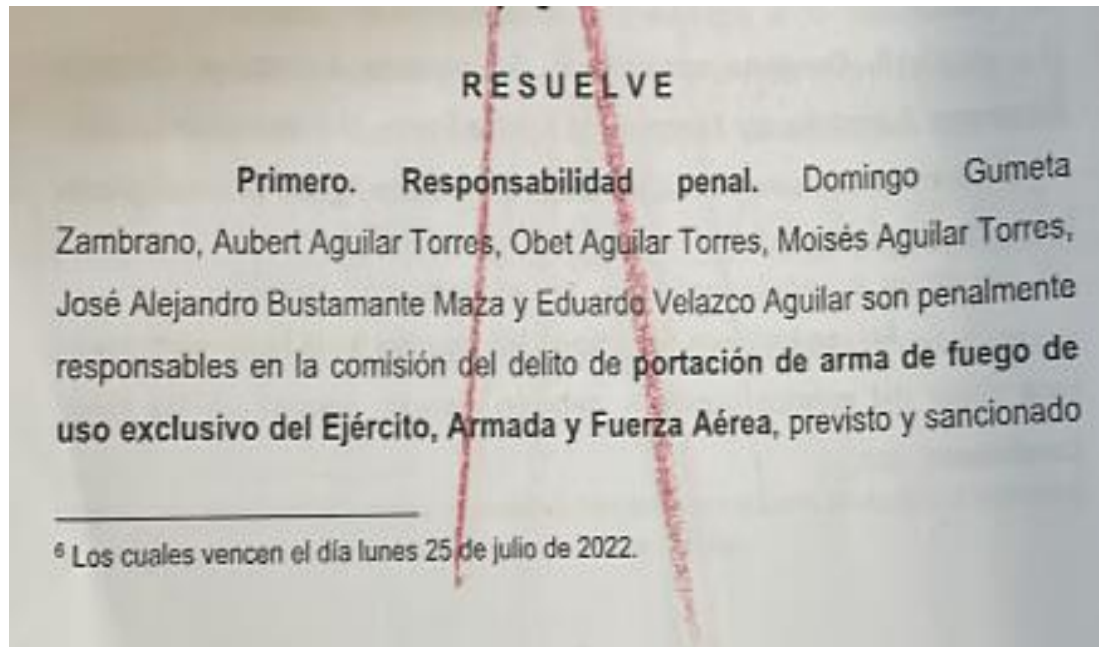 RESUELVE
Primero. Responsabilidad penal. Domingo Gumeta
Zambrano, Aubert Aguilar Torres, Obet Aguilar Torres, Moisés Aguilar Torres,
José Alejandro Bustamante Maza y Eduardo Velazco Aguilar son penalmente
responsables en la comisión del delito de portación de arma de fuego de
uso exclusivo del Ejército, Armada y Fuerza Aérea, previsto y sancionado
⁶ Los cuales vencen el día lunes 25 de julio de 2022.